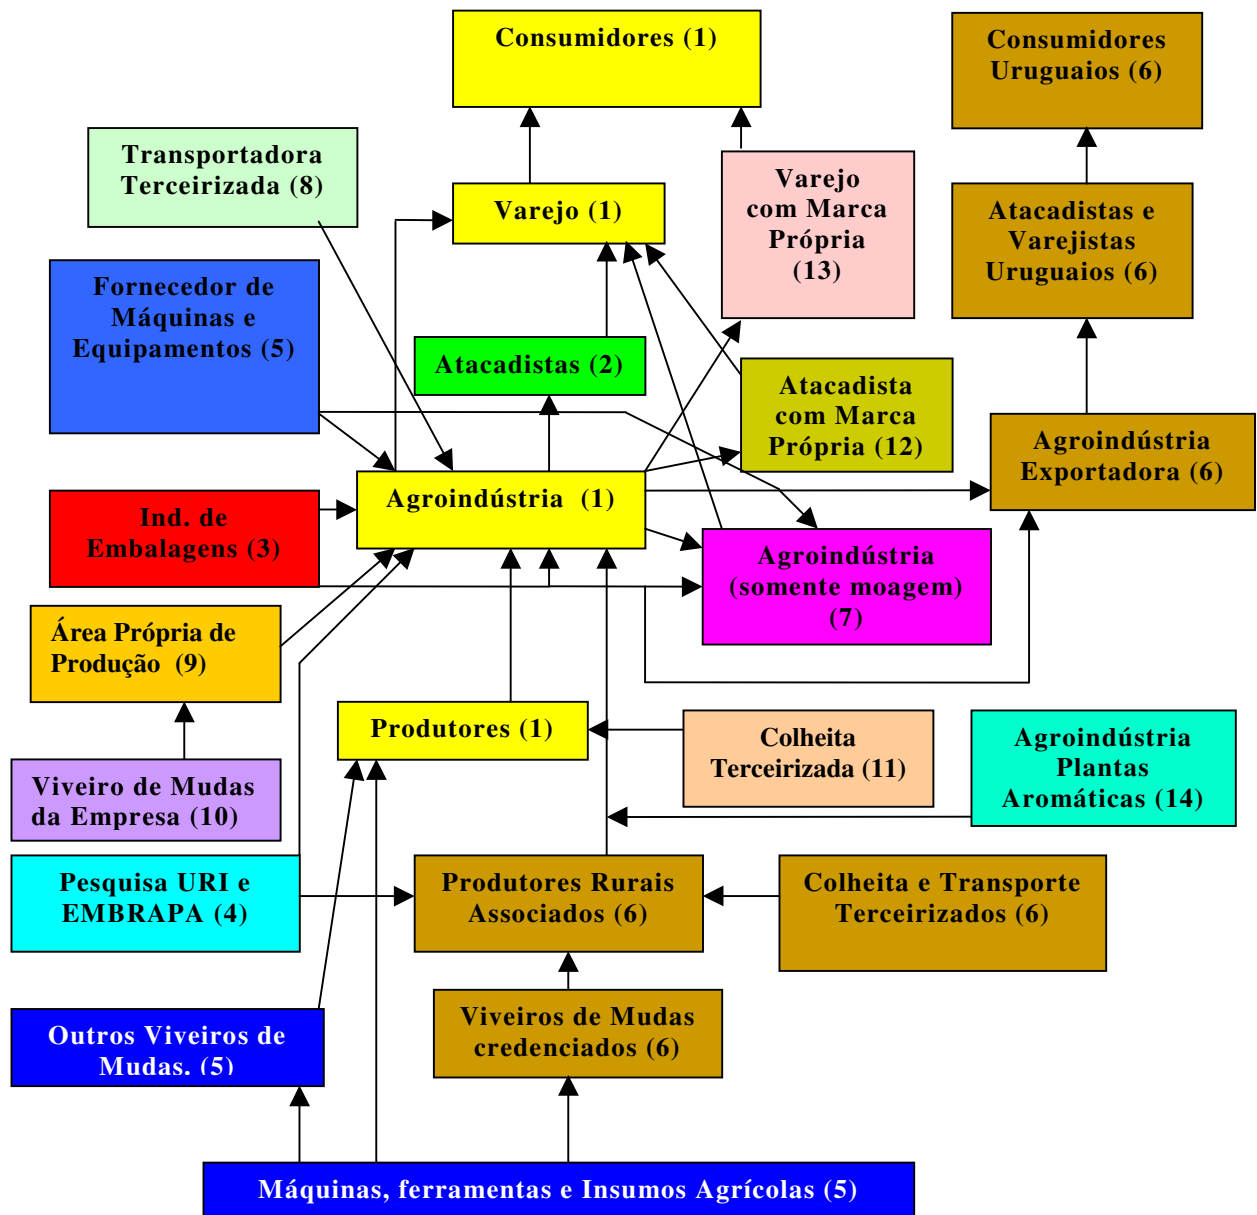 Consumidores (1)
Consumidores
Uruguaios (6)
Transportadora
Terceirizada (8)
Varejo
com Marca
Própria
(13)
Varejo (1)
Atacadistas e
Varejistas
Uruguaios (6)
Fornecedor de
Máquinas e
Equipamentos (5)
Atacadistas (2)
Atacadista
com Marca
Própria (12)
Agroindústria
Exportadora (6)
Agroindústria (1)
Ind. de
Embalagens (3)
Agroindústria
(somente moagem)
(7)
Área Própria de
Produção (9)
Produtores (1)
Colheita
Terceirizada (11)
Agroindústria
Plantas
Aromáticas (14)
Viveiro de Mudas
da Empresa (10)
Pesquisa URI e
EMBRAPA (4)
Produtores Rurais
Associados (6)
Colheita e Transporte
Terceirizados (6)
Viveiros de Mudas
credenciados (6)
Outros Viveiros de
Mudas. (5)
Máquinas, ferramentas e Insumos Agrícolas (5)